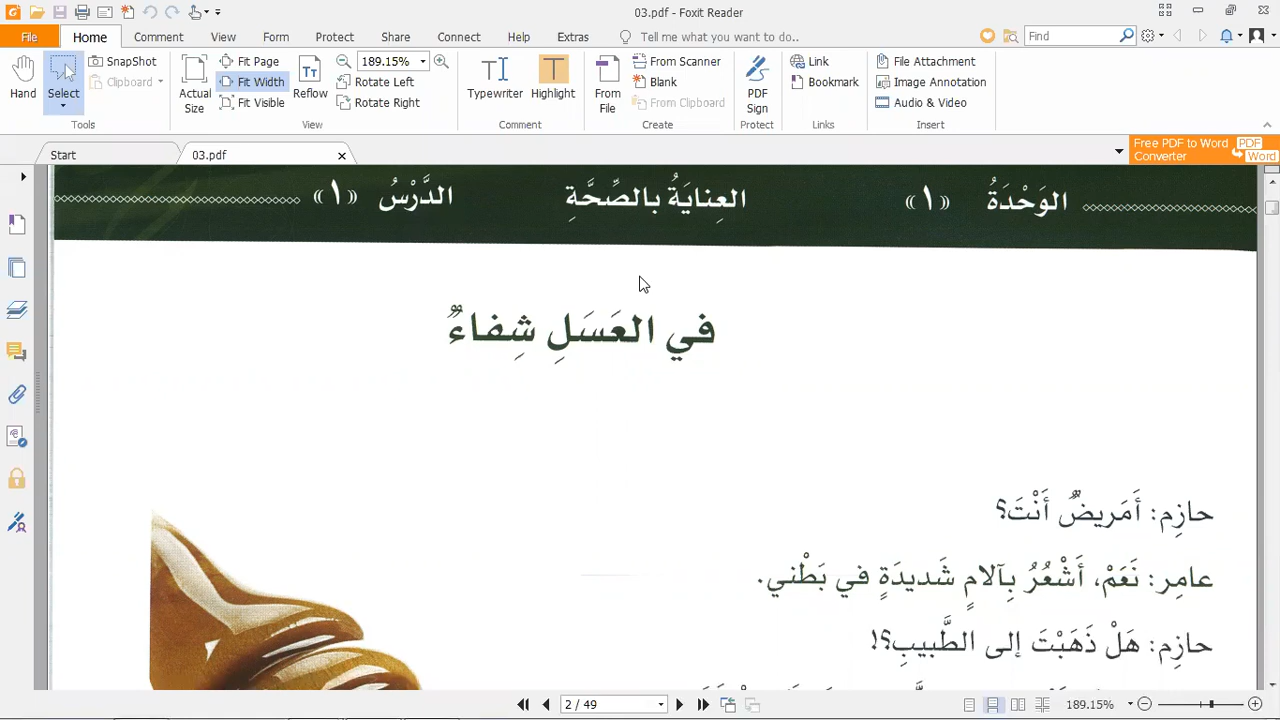 03.pdf - Foxit Reader
File Home Comment View Form Protect Share Connect Help Extras Tell me what you want to do.. Find
Hand Select SnapShot Clipboard Actual Size Fit Page Fit Width Fit Visible Reflow Rotate Left Rotate Right Typewriter Highlight From File From Scanner Blank From Clipboard PDF Sign Link Bookmark File Attachment Image Annotation Audio & Video
189.15%
Tools View Comment Create Protect Links Insert
Start 03.pdf Free PDF to Word Converter PDF Word
الوَحْدَةُ «١» العِنايَةُ بالصِّحَّةِ الدَّرْسُ «١»
في العَسَلِ شِفاءٌ
حازِم: أَمَريضٌ أَنْتَ؟
عامِر: نَعَمْ، أَشْعُرُ بِآلامٍ شَديدَةٍ في بَطْني.
حازِم: هَلْ ذَهَبْتَ إلى الطَّبيبِ؟!
2 / 49 189.15%